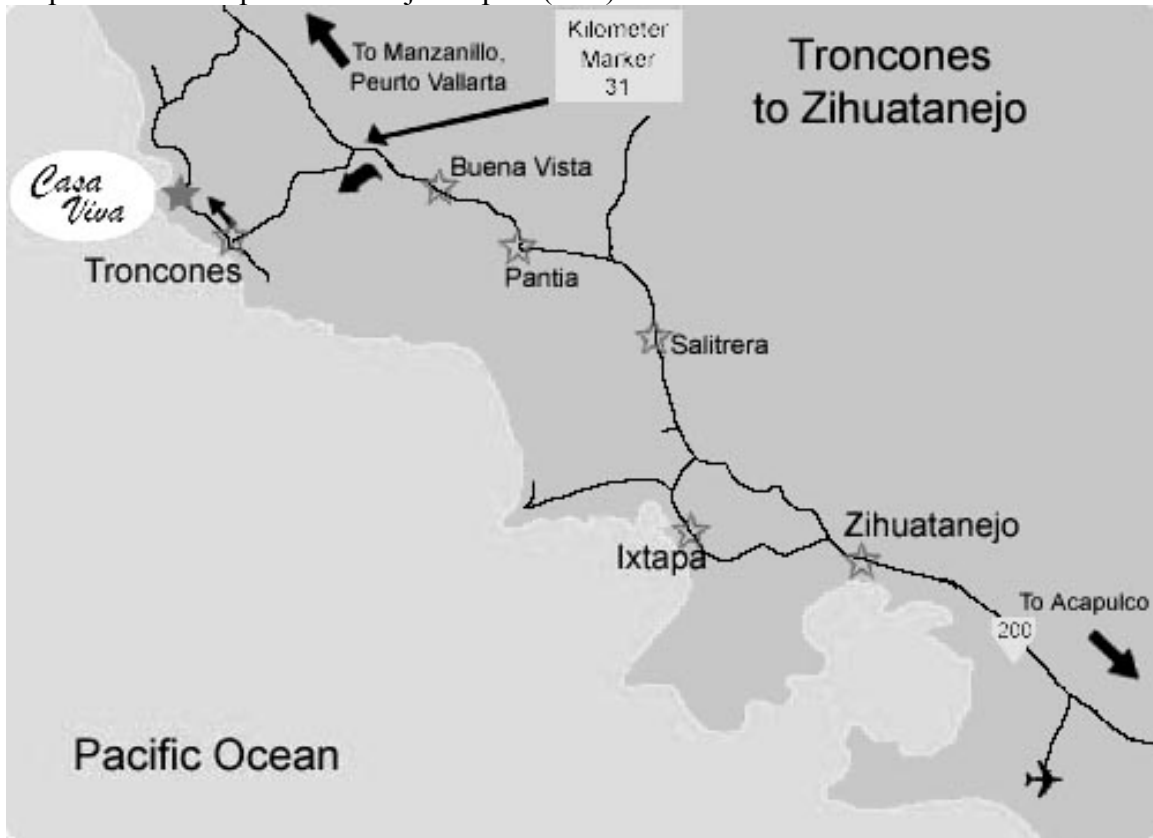 Kilometer
Marker
31
To Manzanillo,
Peurto Vallarta
Troncones
to Zihuatanejo
Buena Vista
Casa
Viva
Troncones
Pantia
Salitrera
Zihuatanejo
Ixtapa
To Acapulco
200
Pacific Ocean